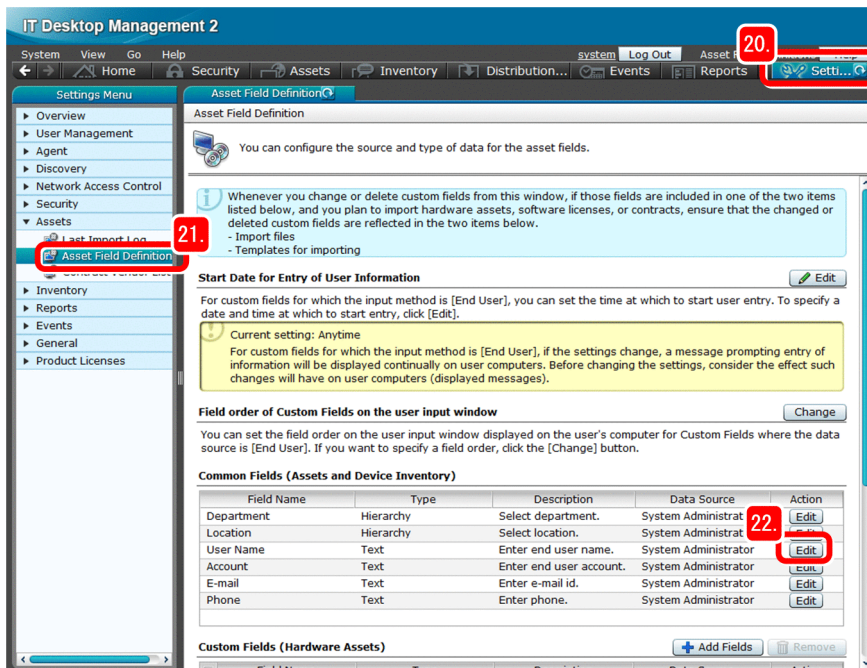 IT Desktop Management 2
System View Go Help system Log Out Asset
20.
Home Security Assets Inventory Distribution... Events Reports Setti...
Settings Menu
Asset Field Definition
Overview
User Management
Agent
Discovery
Network Access Control
Security
Assets
Last Import Log
Asset Field Definition
21.
Inventory
Reports
Events
General
Product Licenses
Asset Field Definition
You can configure the source and type of data for the asset fields.
Whenever you change or delete custom fields from this window, if those fields are included in one of the two items
listed below, and you plan to import hardware assets, software licenses, or contracts, ensure that the changed or
deleted custom fields are reflected in the two items below.
- Import files
- Templates for importing
Start Date for Entry of User Information Edit
For custom fields for which the input method is [End User], you can set the time at which to start user entry. To specify a
date and time at which to start entry, click [Edit].
Current setting: Anytime
For custom fields for which the input method is [End User], if the settings change, a message prompting entry of
information will be displayed continually on user computers. Before changing the settings, consider the effect such
changes will have on user computers (displayed messages).
Field order of Custom Fields on the user input window Change
You can set the field order on the user input window displayed on the user's computer for Custom Fields where the data
source is [End User]. If you want to specify a field order, click the [Change] button.
Common Fields (Assets and Device Inventory)
Field Name Type Description Data Source Action
Department Hierarchy Select department. System Administrat Edit
Location Hierarchy Select location. System Administrat
22.
User Name Text Enter end user name. System Administrator Edit
Account Text Enter end user account. System Administrator Edit
E-mail Text Enter e-mail id. System Administrator Edit
Phone Text Enter phone. System Administrator Edit
Custom Fields (Hardware Assets) Add Fields Remove